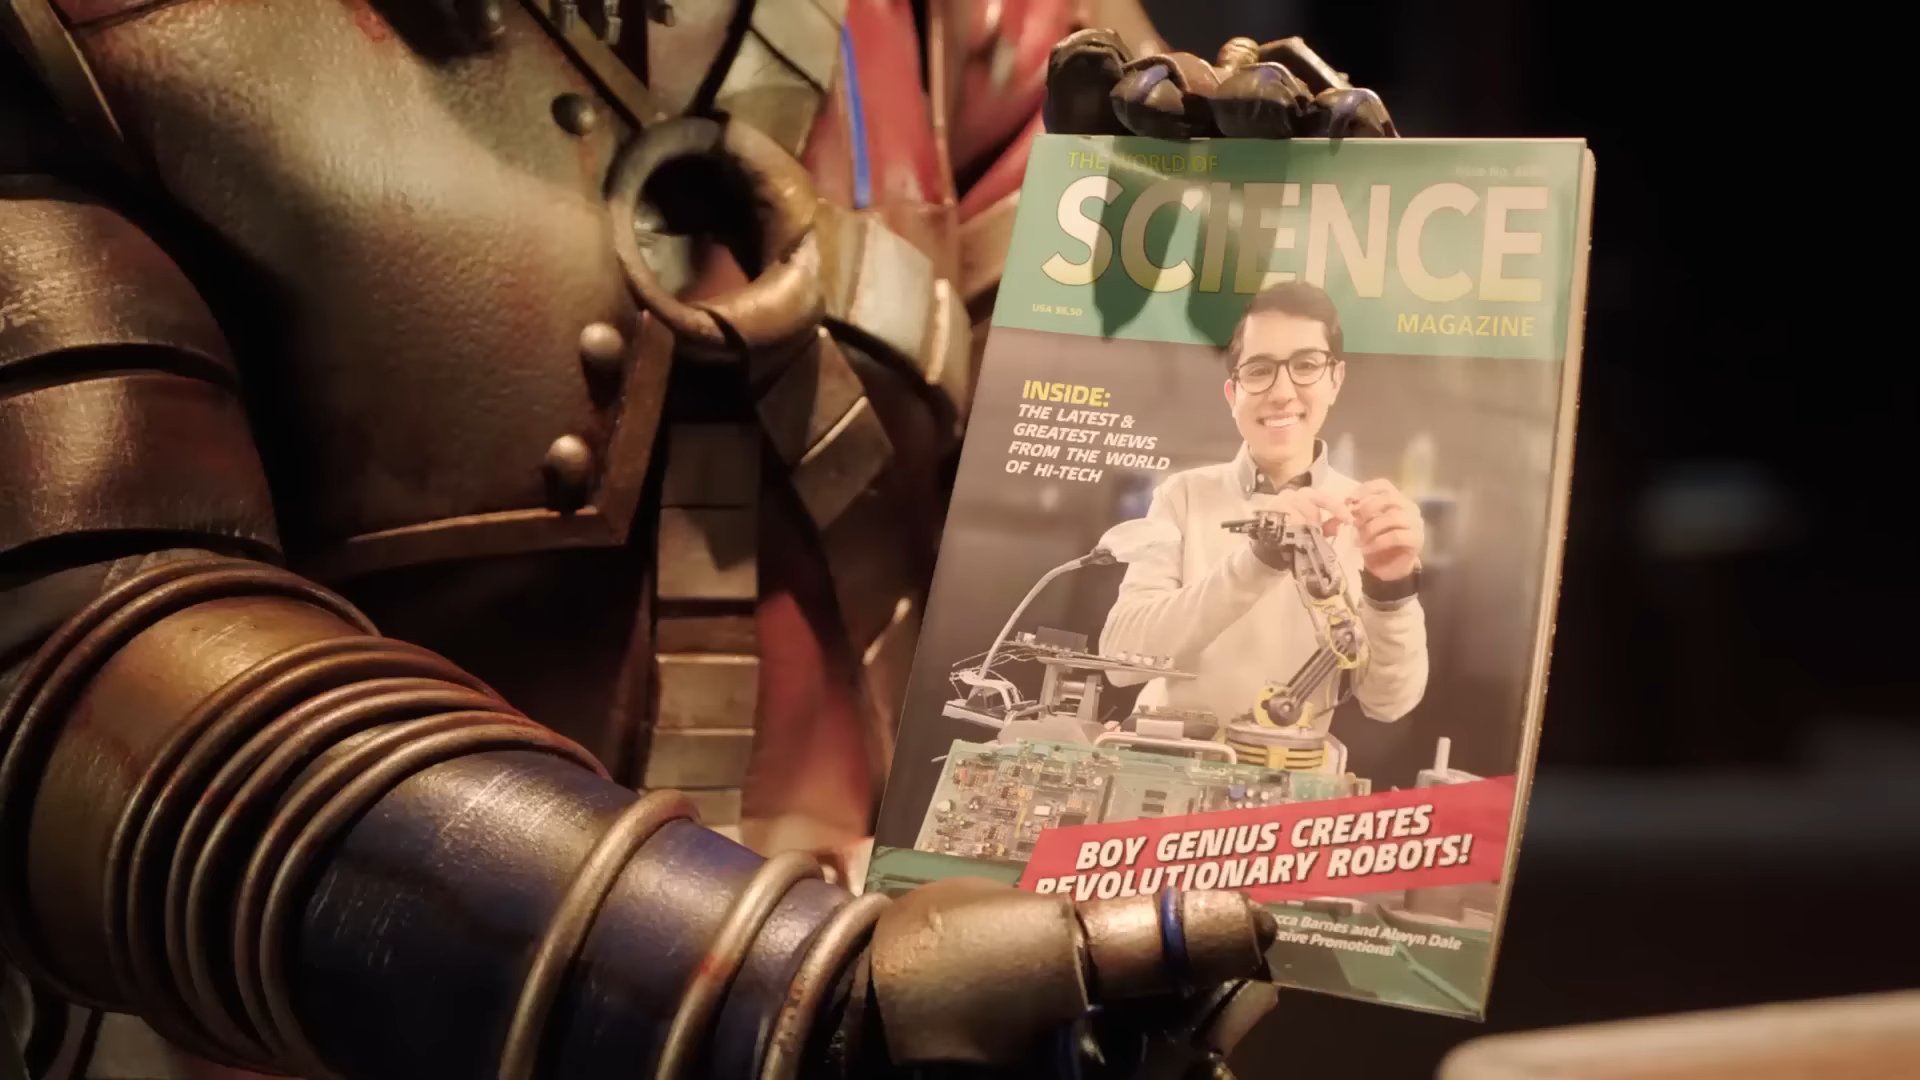 THE WORLD OF
SCIENCE
MAGAZINE
USA $6.50
INSIDE:
THE LATEST &
GREATEST NEWS
FROM THE WORLD
OF HI-TECH
BOY GENIUS CREATES
REVOLUTIONARY ROBOTS!
Barnes and Alwyn Dale
Promotions!